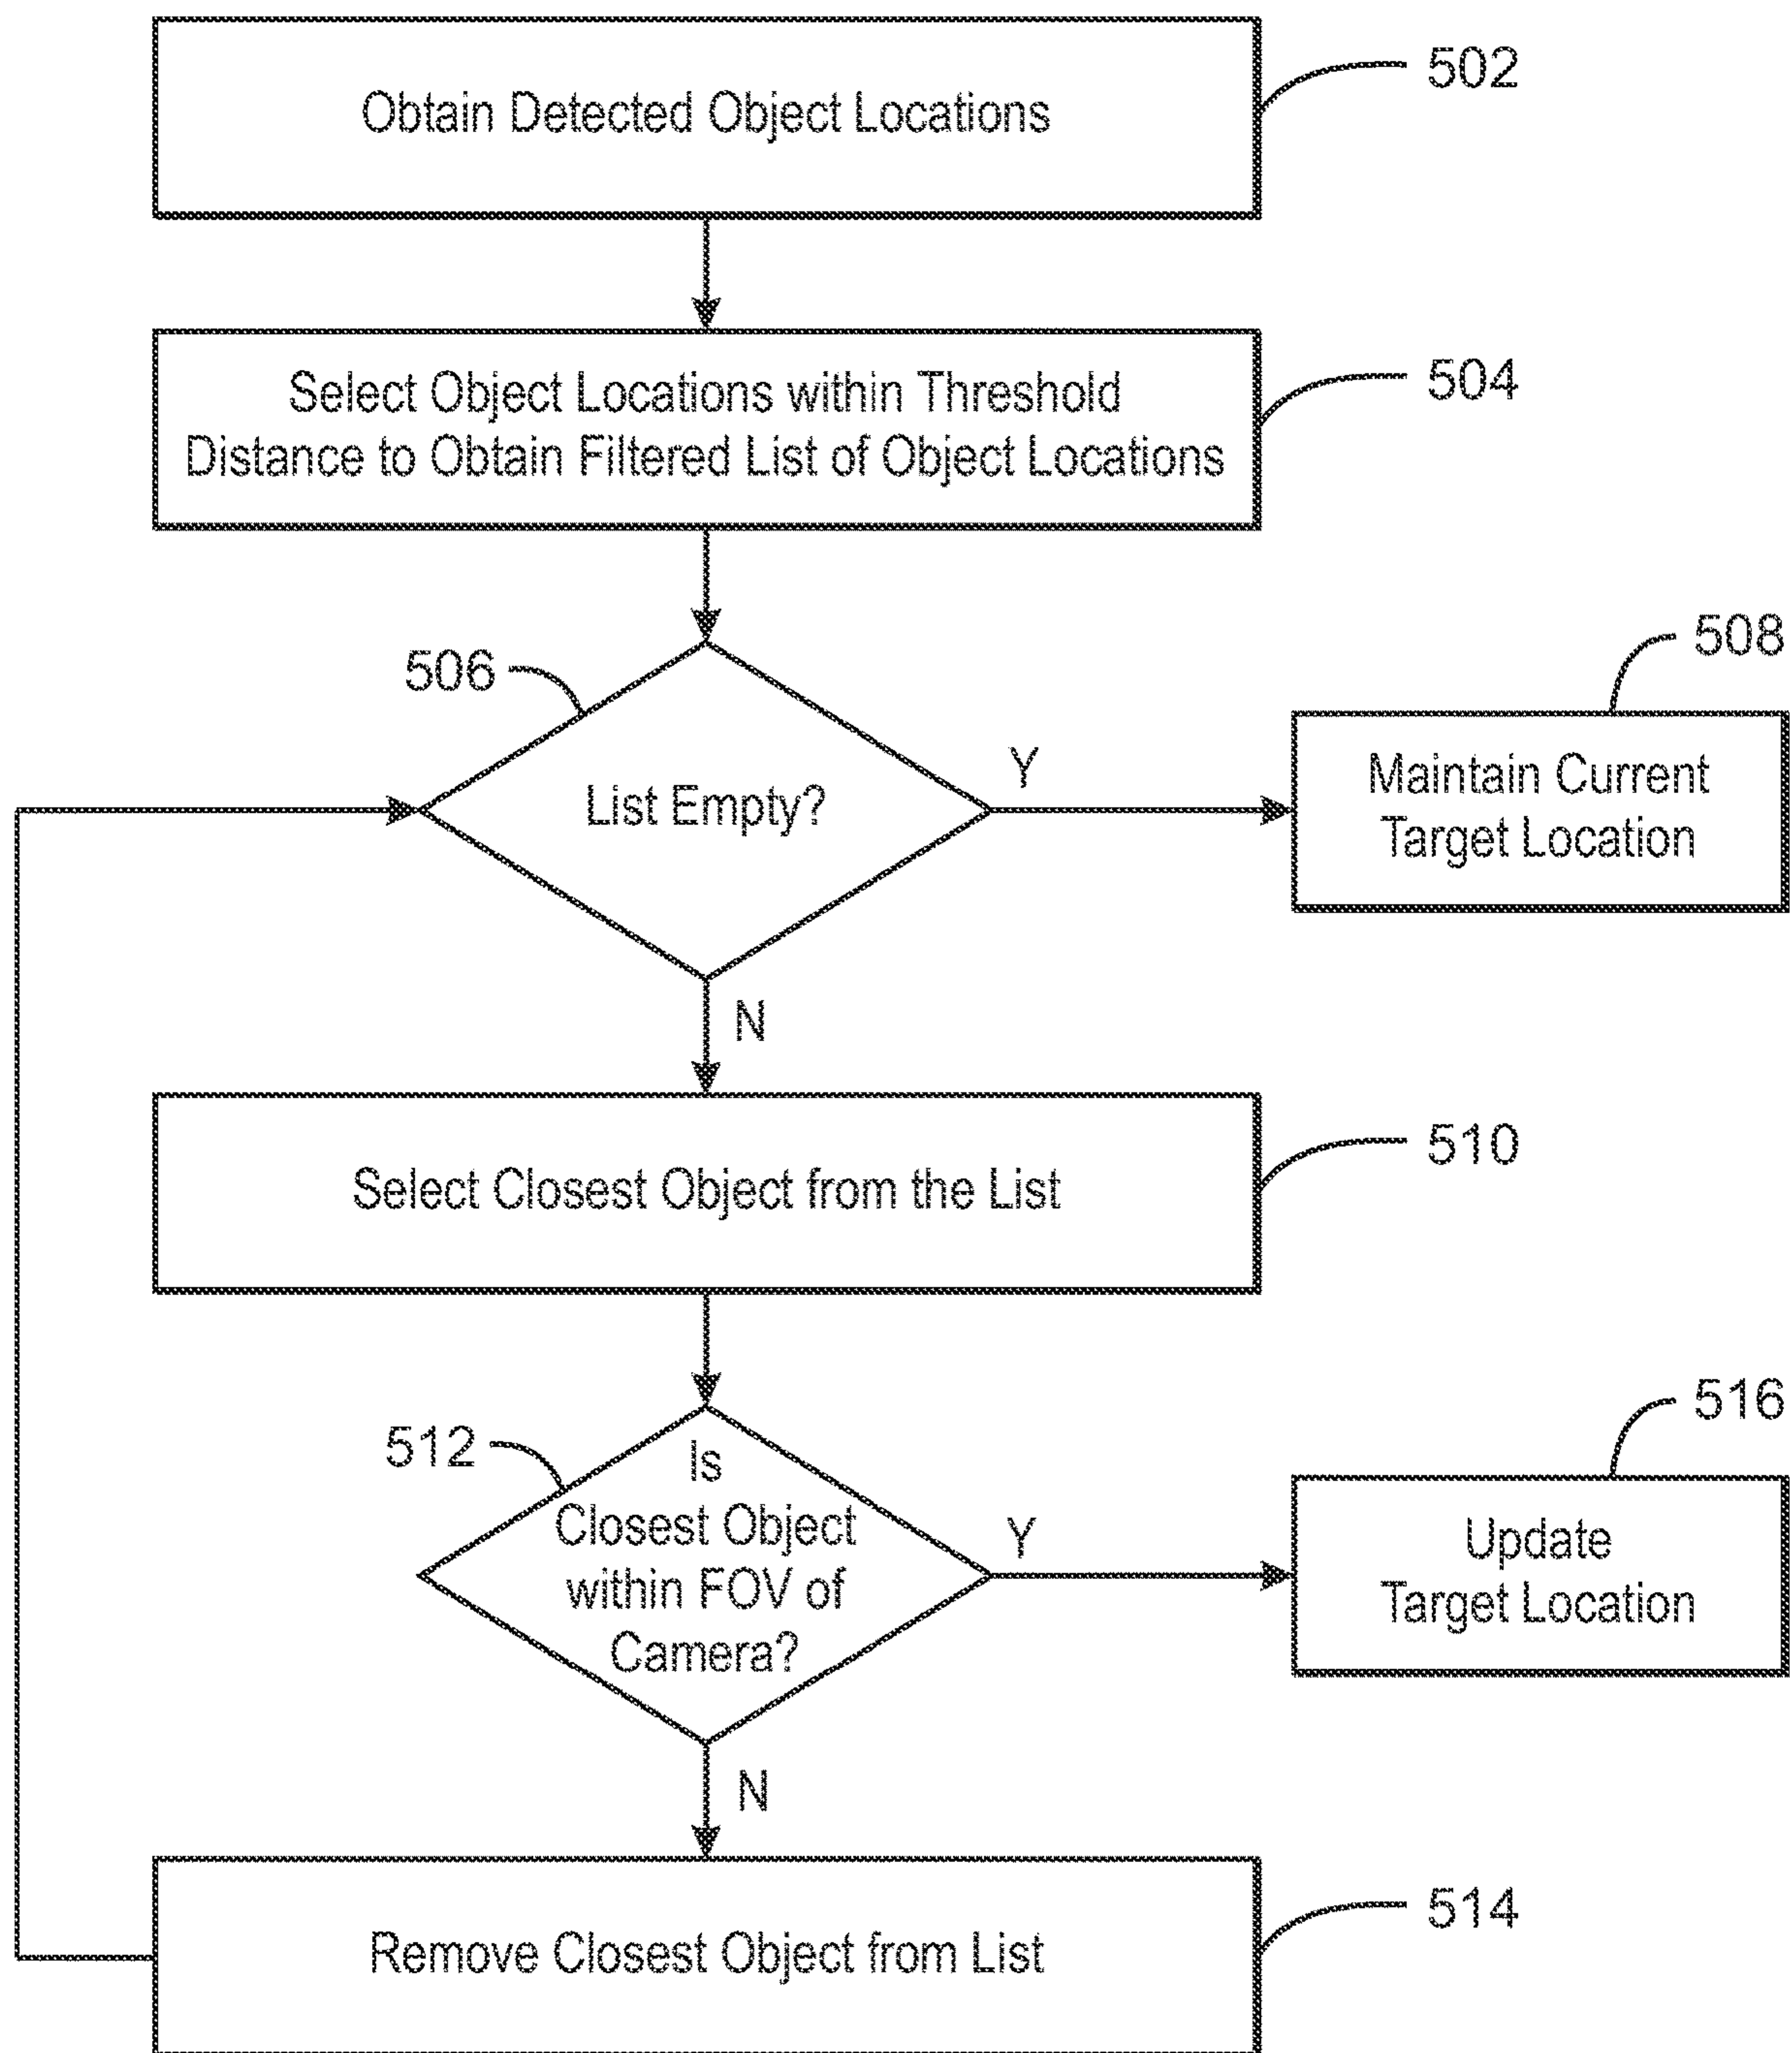 Obtain Detected Object Locations
502
Select Object Locations within Threshold
Distance to Obtain Filtered List of Object Locations
504
506
List Empty?
Y
508
Maintain Current
Target Location
N
Select Closest Object from the List
510
512
Is
Closest Object
within FOV of
Camera?
Y
516
Update
Target Location
N
Remove Closest Object from List
514